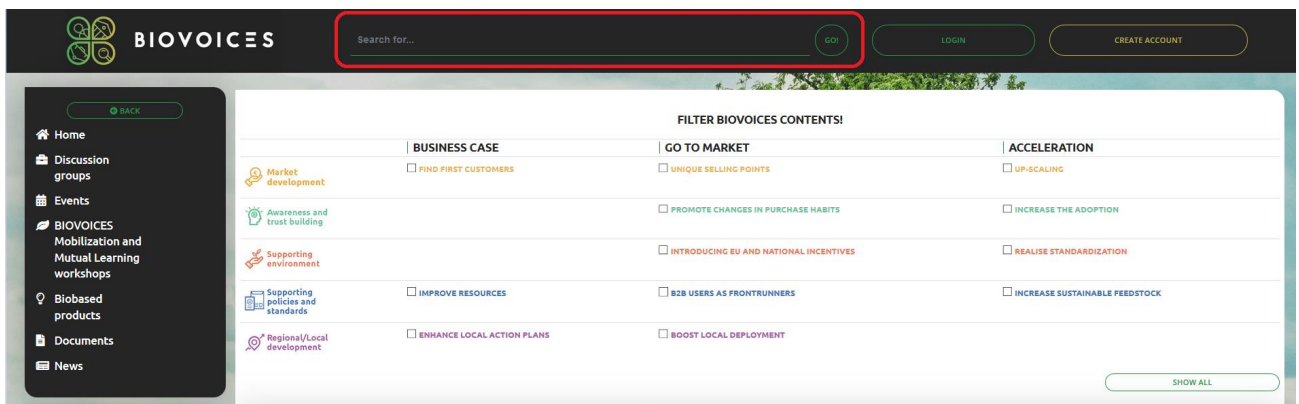 BIOVOICES
Search for...
GO!
LOGIN
CREATE ACCOUNT
BACK
Home
Discussion
groups
Events
BIOVOICES
Mobilization and
Mutual Learning
workshops
Biobased
products
Documents
News
FILTER BIOVOICES CONTENTS!
BUSINESS CASE GO TO MARKET ACCELERATION
Market
development
FIND FIRST CUSTOMERS UNIQUE SELLING POINTS UP-SCALING
Awareness and
trust building
PROMOTE CHANGES IN PURCHASE HABITS INCREASE THE ADOPTION
Supporting
environment
INTRODUCING EU AND NATIONAL INCENTIVES REALISE STANDARDIZATION
Supporting
policies and
standards
IMPROVE RESOURCES B2B USERS AS FRONTRUNNERS INCREASE SUSTAINABLE FEEDSTOCK
Regional/Local
development
ENHANCE LOCAL ACTION PLANS BOOST LOCAL DEPLOYMENT
SHOW ALL